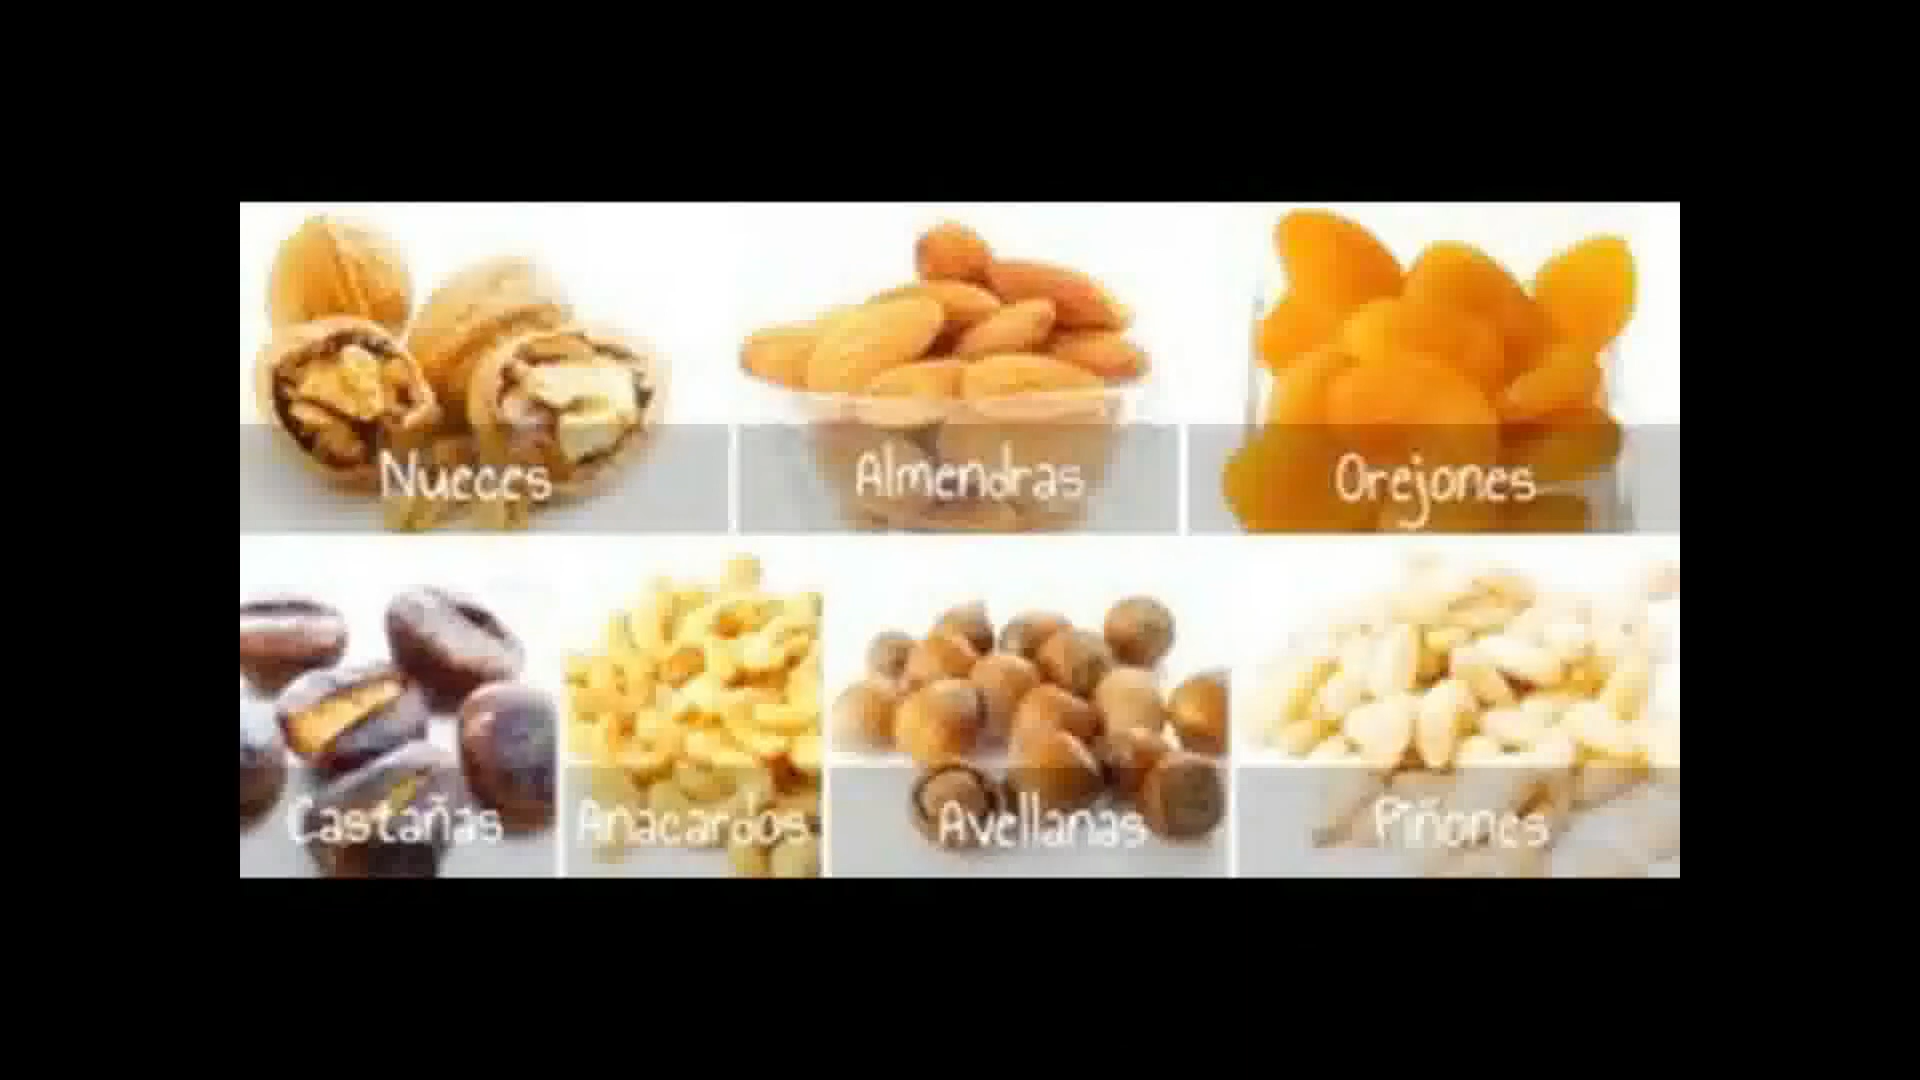 Nueces
Almendras
Orejones
Castañas
Anacardos
Avellanas
Piñones